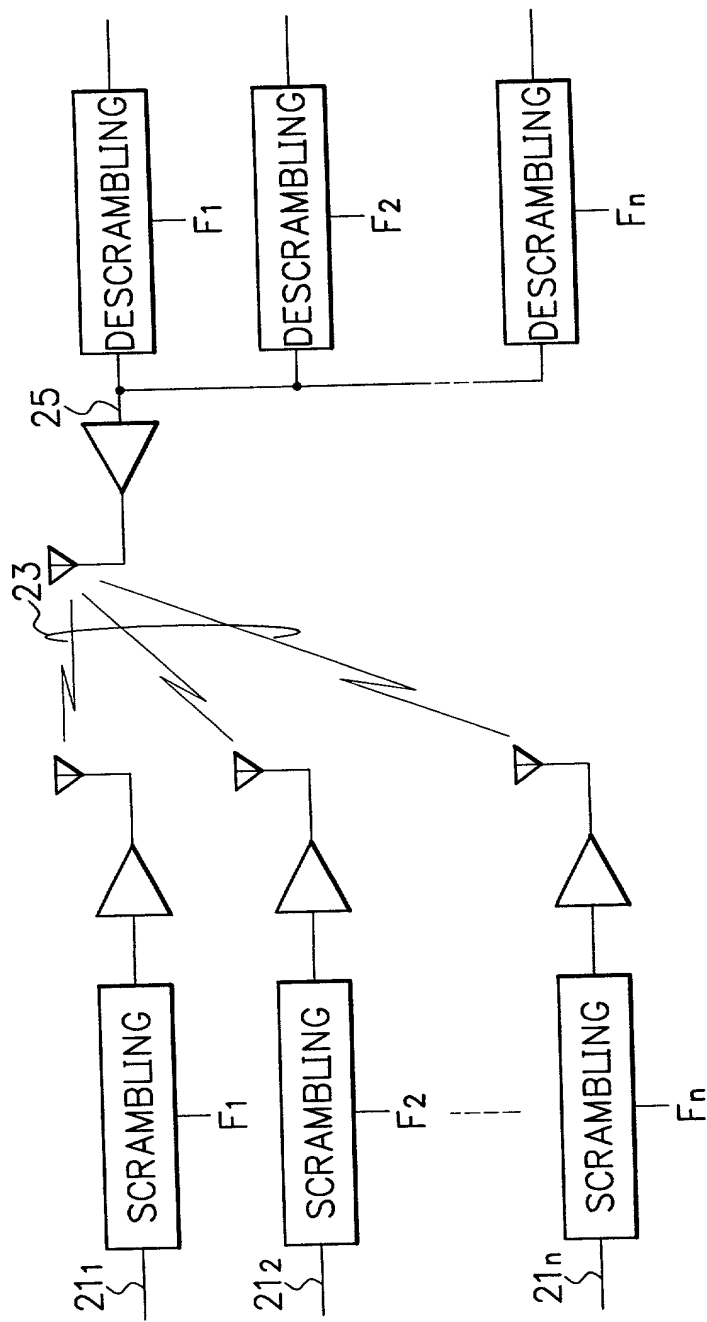 21₁
SCRAMBLING
F₁
23
25
DESCRAMBLING
F₁
21₂
SCRAMBLING
F₂
DESCRAMBLING
F₂
21ₙ
SCRAMBLING
Fₙ
DESCRAMBLING
Fₙ